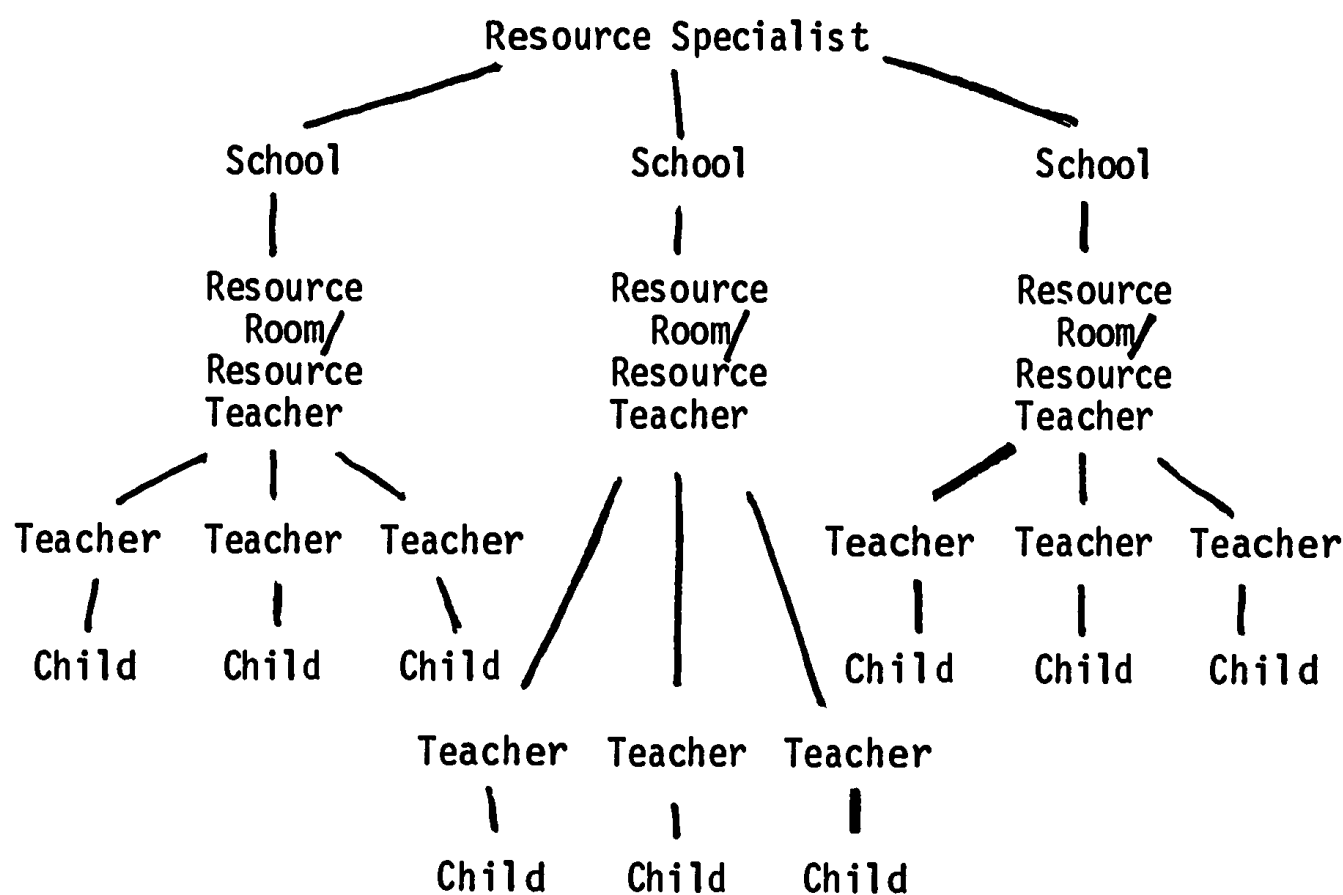 Resource Specialist
School School School
Resource Resource Resource
Room/ Room/ Room/
Resource Resource Resource
Teacher Teacher Teacher
Teacher Teacher Teacher Teacher Teacher Teacher
Child Child Child Child Child Child
Teacher Teacher Teacher
Child Child Child